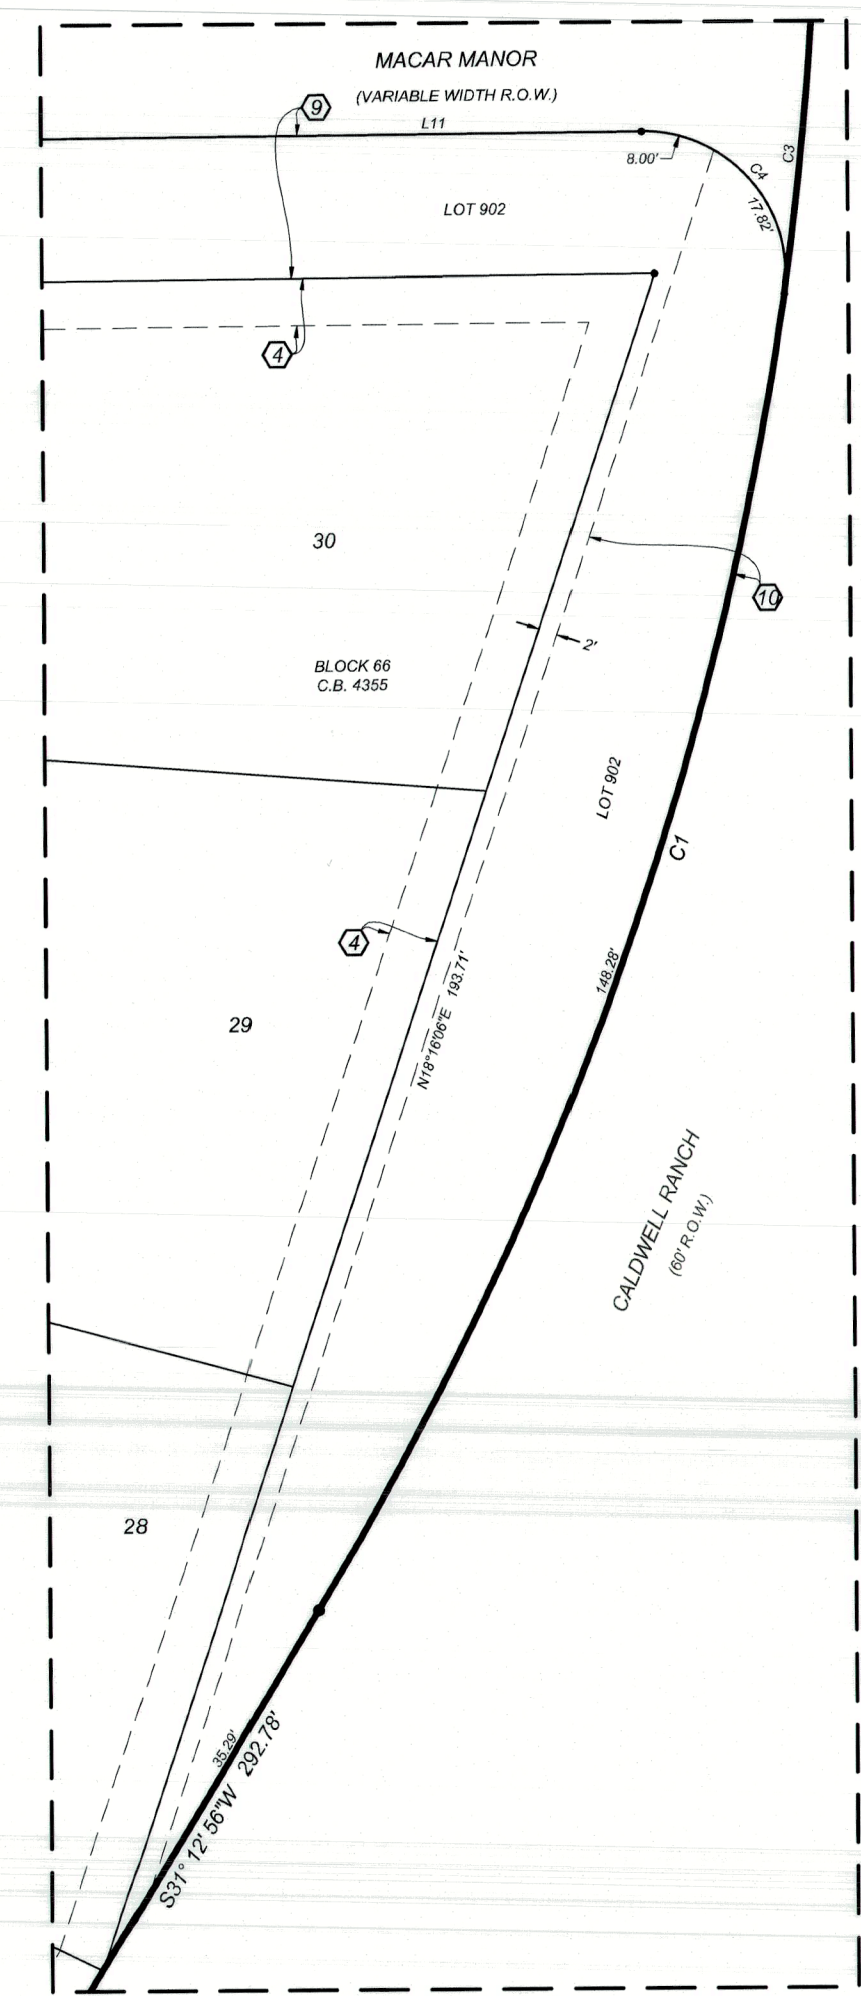 MACAR MANOR
(VARIABLE WIDTH R.O.W.)
9
L11
8.00'
C4
17.82'
C3
LOT 902
4
30
10
2'
BLOCK 66
C.B. 4355
LOT 902
C1
4
N18°16'06"E 193.71'
148.28'
29
CALDWELL RANCH
(60' R.O.W.)
28
35.29'
S31° 12' 56"W 292.78'